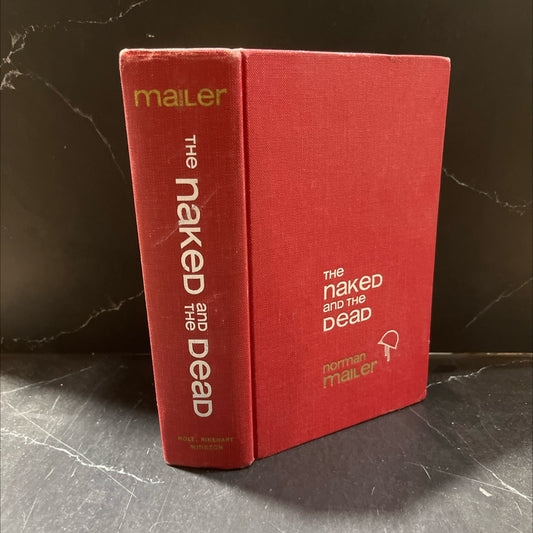 maiLer
THE
naKED
anD
THE
DeaD
HOLT, RINEHART
WINSTON
THE
naKeD
anD THE
DeaD
norman
maiLer